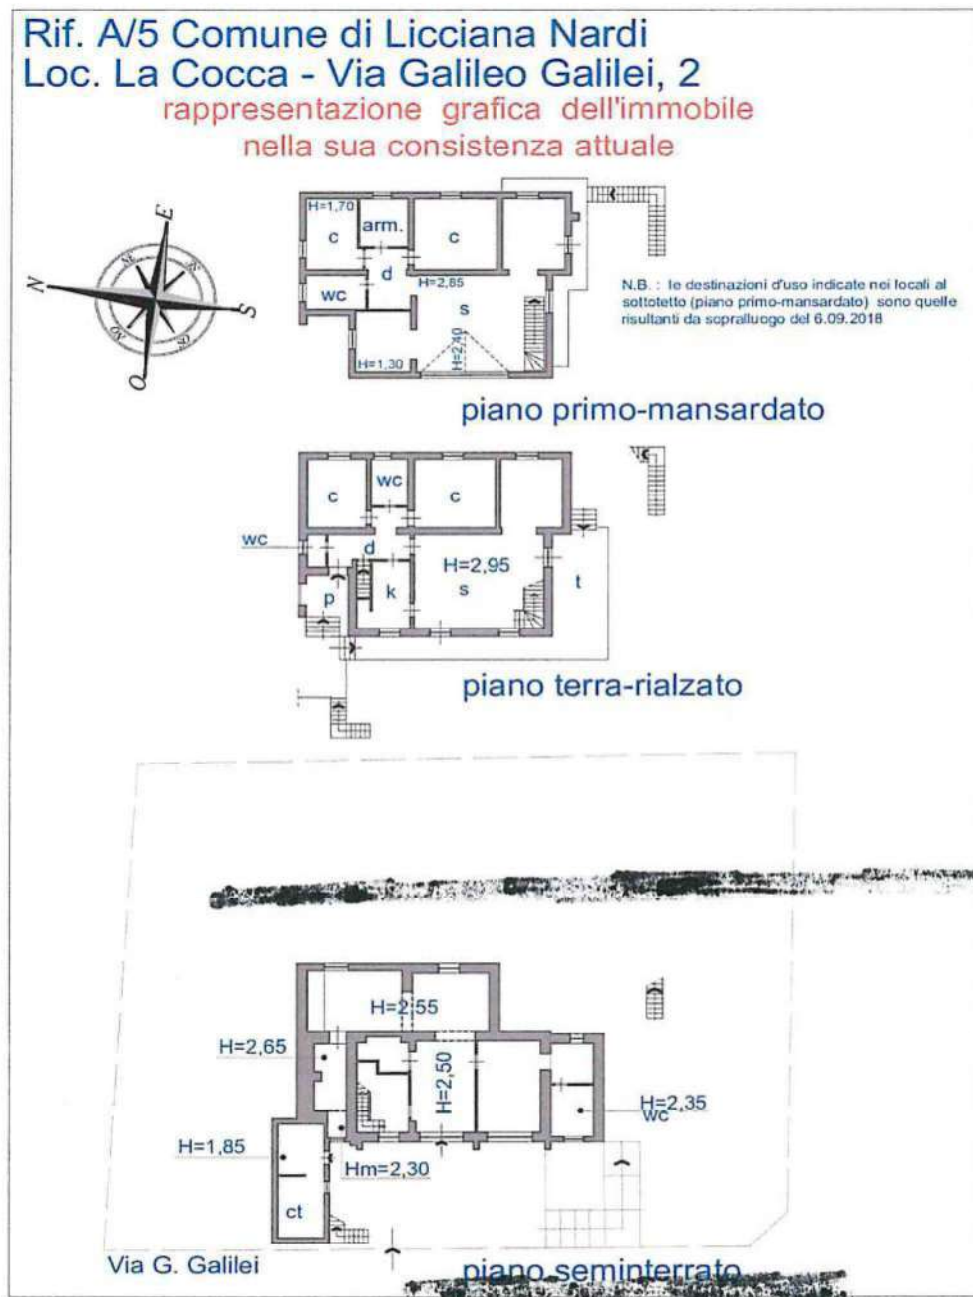 Rif. A/5 Comune di Licciana Nardi
Loc. La Cocca - Via Galileo Galilei, 2
rappresentazione grafica dell'immobile
nella sua consistenza attuale
H=1,70
arm.
c
c
E
N
S
O
NE
SE
NO
SO
d
H=2,85
wc
s
H=1,30
H=2,40
N.B. : le destinazioni d'uso indicate nei locali al
sottotetto (piano primo-mansardato) sono quelle
risultanti da sopralluogo del 6.09.2018
piano primo-mansardato
wc
c
c
wc
d
H=2,95
s
t
p
k
piano terra-rialzato
H=2,55
H=2,65
H=2,50
H=2,35
wc
H=1,85
Hm=2,30
ct
Via G. Galilei
piano seminterrato